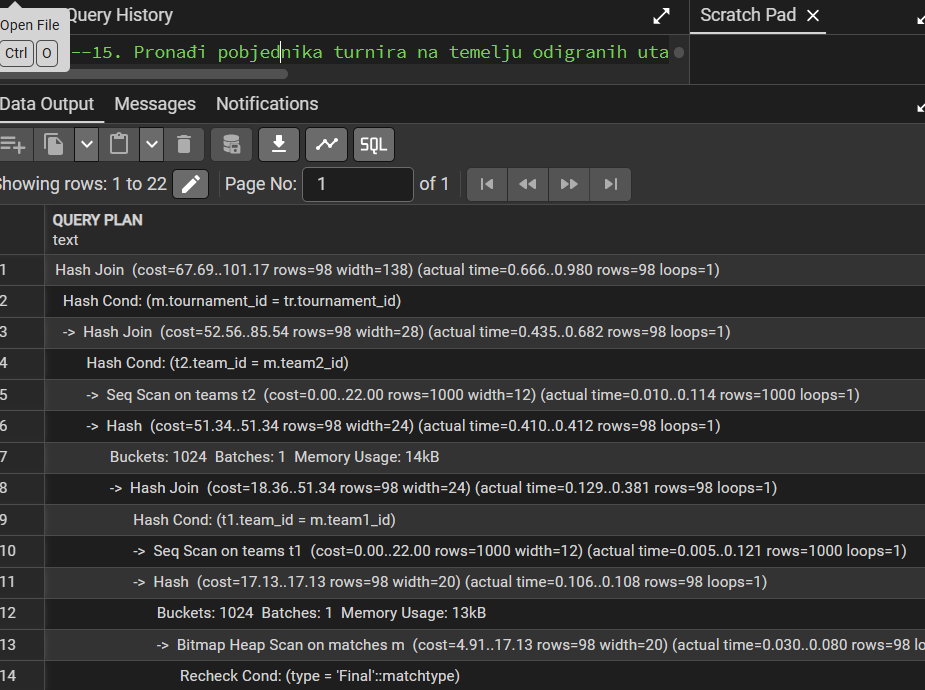 Query History
Scratch Pad
Open File
Ctrl O
--15. Pronađi pobjednika turnira na temelju odigranih uta
Data Output Messages Notifications
SQL
Showing rows: 1 to 22 Page No: 1 of 1
QUERY PLAN
text
1 Hash Join (cost=67.69..101.17 rows=98 width=138) (actual time=0.666..0.980 rows=98 loops=1)
2 Hash Cond: (m.tournament_id = tr.tournament_id)
3 -> Hash Join (cost=52.56..85.54 rows=98 width=28) (actual time=0.435..0.682 rows=98 loops=1)
4 Hash Cond: (t2.team_id = m.team2_id)
5 -> Seq Scan on teams t2 (cost=0.00..22.00 rows=1000 width=12) (actual time=0.010..0.114 rows=1000 loops=1)
6 -> Hash (cost=51.34..51.34 rows=98 width=24) (actual time=0.410..0.412 rows=98 loops=1)
7 Buckets: 1024 Batches: 1 Memory Usage: 14kB
8 -> Hash Join (cost=18.36..51.34 rows=98 width=24) (actual time=0.129..0.381 rows=98 loops=1)
9 Hash Cond: (t1.team_id = m.team1_id)
10 -> Seq Scan on teams t1 (cost=0.00..22.00 rows=1000 width=12) (actual time=0.005..0.121 rows=1000 loops=1)
11 -> Hash (cost=17.13..17.13 rows=98 width=20) (actual time=0.106..0.108 rows=98 loops=1)
12 Buckets: 1024 Batches: 1 Memory Usage: 13kB
13 -> Bitmap Heap Scan on matches m (cost=4.91..17.13 rows=98 width=20) (actual time=0.030..0.080 rows=98 lo
14 Recheck Cond: (type = 'Final'::matchtype)